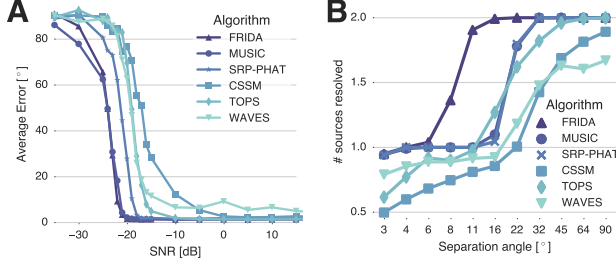 A
Algorithm
FRIDA
MUSIC
SRP-PHAT
CSSM
TOPS
WAVES
Average Error [°]
80
60
40
20
0
−30
−20
−10
0
10
SNR [dB]
B
# sources resolved
2.0
1.5
1.0
0.5
Algorithm
FRIDA
MUSIC
SRP-PHAT
CSSM
TOPS
WAVES
3 4 6 8 11 16 22 32 45 64 90
Separation angle [°]